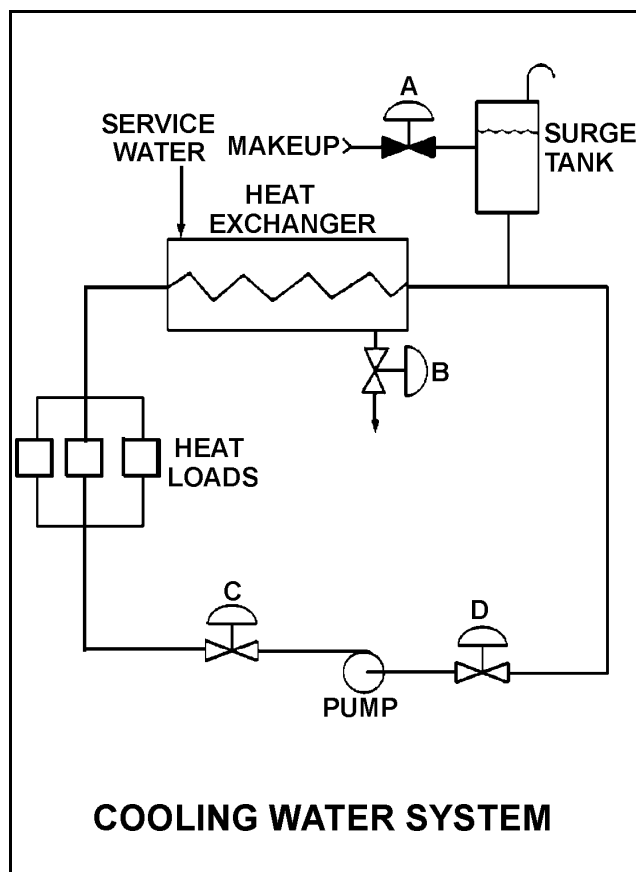 A
SERVICE
WATER
MAKEUP
SURGE
TANK
HEAT
EXCHANGER
B
HEAT
LOADS
C
D
PUMP
COOLING WATER SYSTEM